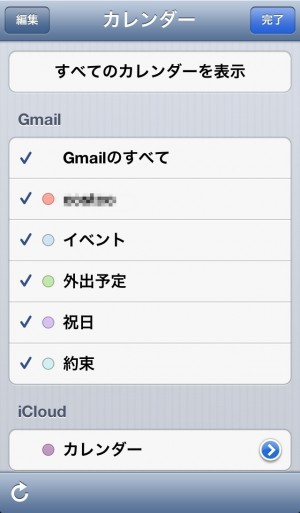 編集 カレンダー 完了
すべてのカレンダーを表示
Gmail
Gmailのすべて
イベント
外出予定
祝日
約束
iCloud
カレンダー